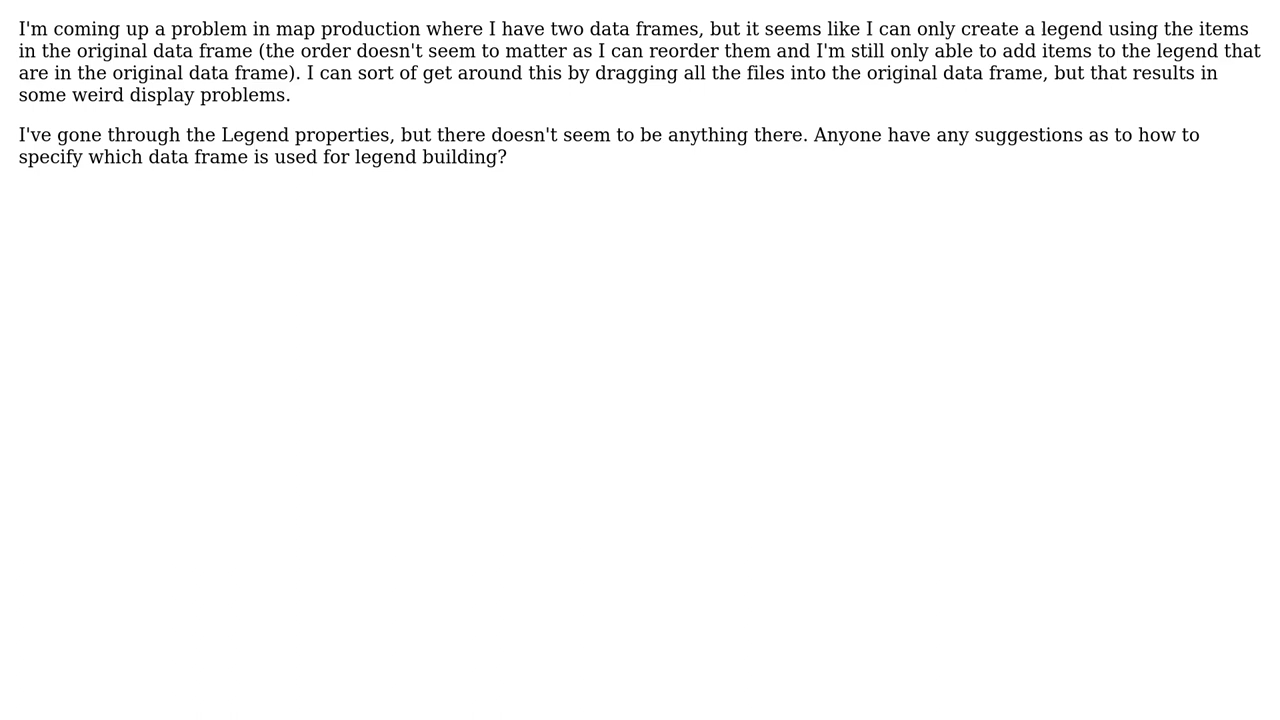 I'm coming up a problem in map production where I have two data frames, but it seems like I can only create a legend using the items
in the original data frame (the order doesn't seem to matter as I can reorder them and I'm still only able to add items to the legend that
are in the original data frame). I can sort of get around this by dragging all the files into the original data frame, but that results in
some weird display problems.
I've gone through the Legend properties, but there doesn't seem to be anything there. Anyone have any suggestions as to how to
specify which data frame is used for legend building?